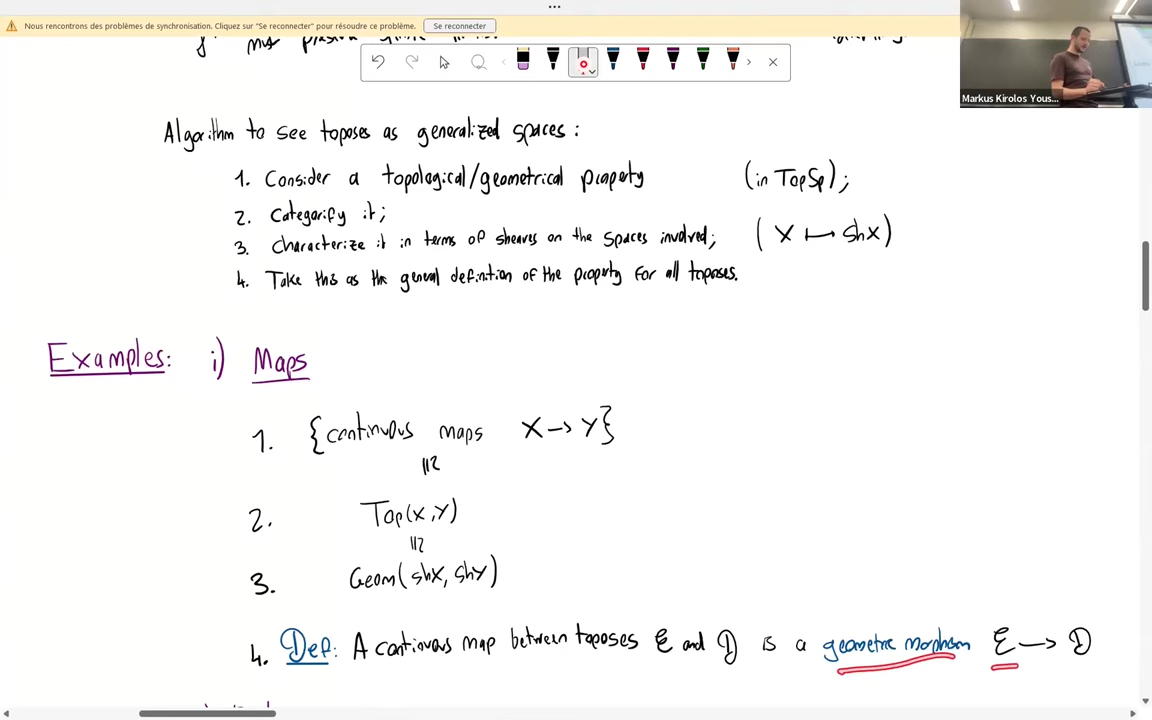 Nous rencontrons des problèmes de synchronisation. Cliquez sur "Se reconnecter" pour résoudre ce problème. Se reconnecter
Markus Kirolos Yous...
Algorithm to see toposes as generalized spaces:
1. Consider a topological/geometrical property (in TopSp);
2. Categorify it;
3. Characterize it in terms of sheaves on the spaces involved; (X ↦ shX)
4. Take this as the general definition of the property for all toposes.
Examples: i) Maps
1. {continuous maps X → Y}
≅
2. Top(X,Y)
≅
3. Geom(shX, shY)
4. Def: A continuous map between toposes ℰ and 𝒟 is a geometric morphism ℰ → 𝒟